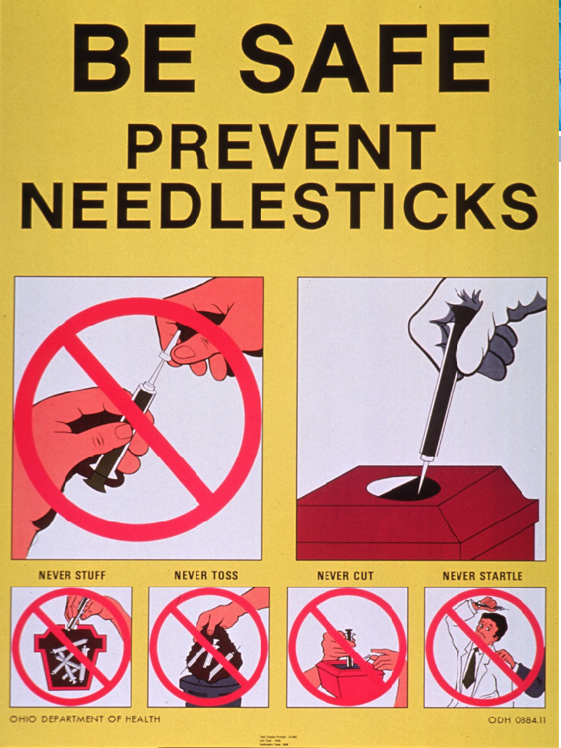 BE SAFE
PREVENT
NEEDLESTICKS
NEVER STUFF
NEVER TOSS
NEVER CUT
NEVER STARTLE
OHIO DEPARTMENT OF HEALTH
ODH 0884.11